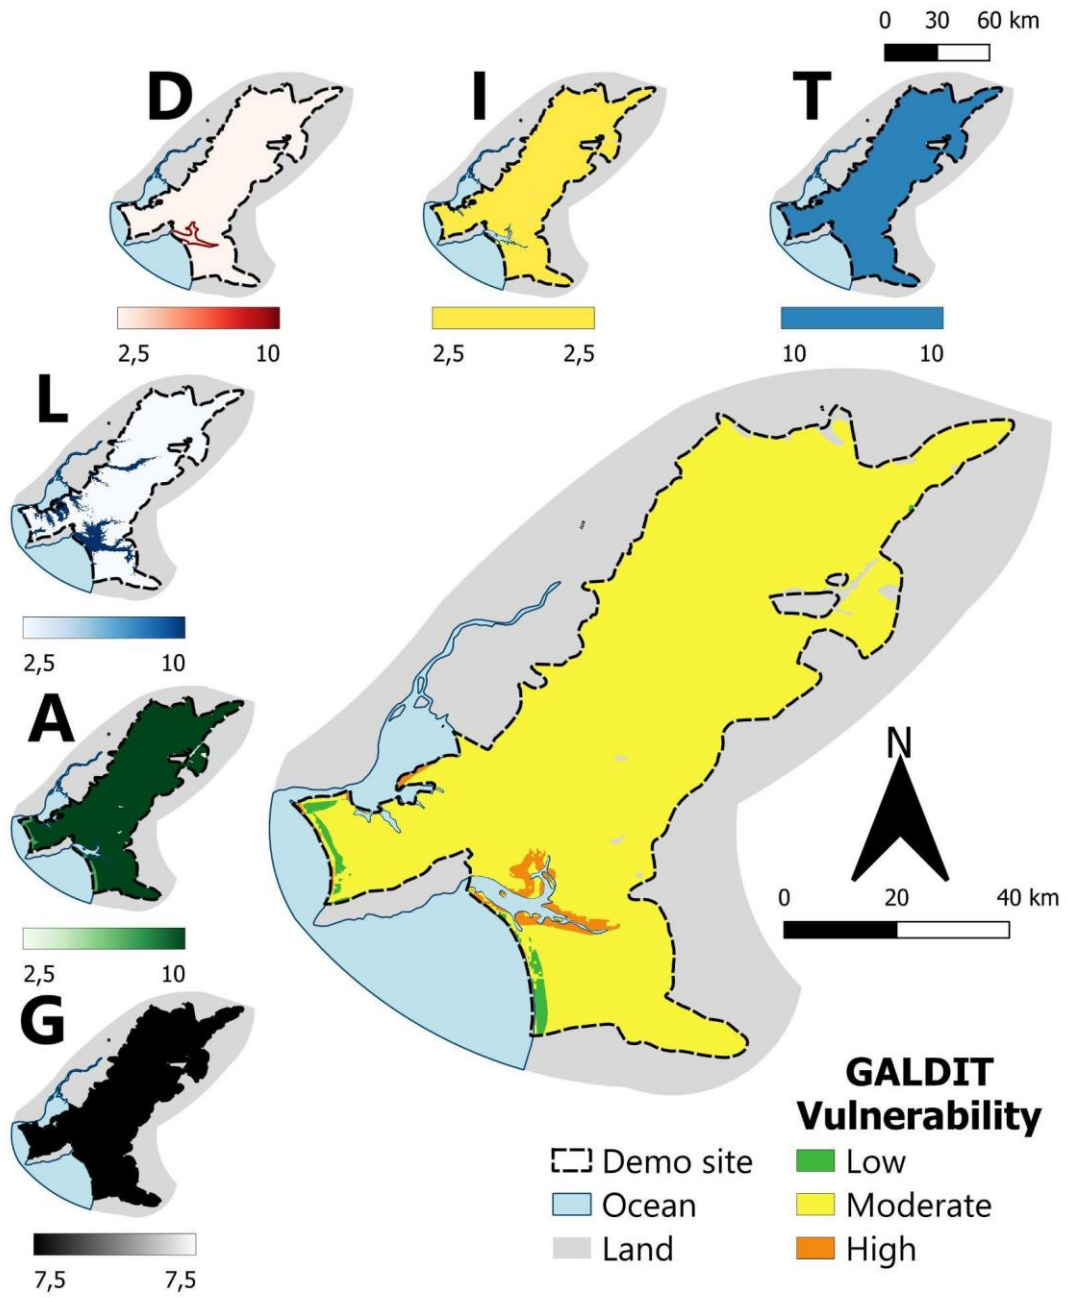 0 30 60 km
D I T
2,5 10
2,5 2,5
10 10
L
2,5 10
A
2,5 10
G
7,5 7,5
N
0 20 40 km
GALDIT
Vulnerability
Demo site
Ocean
Land
Low
Moderate
High